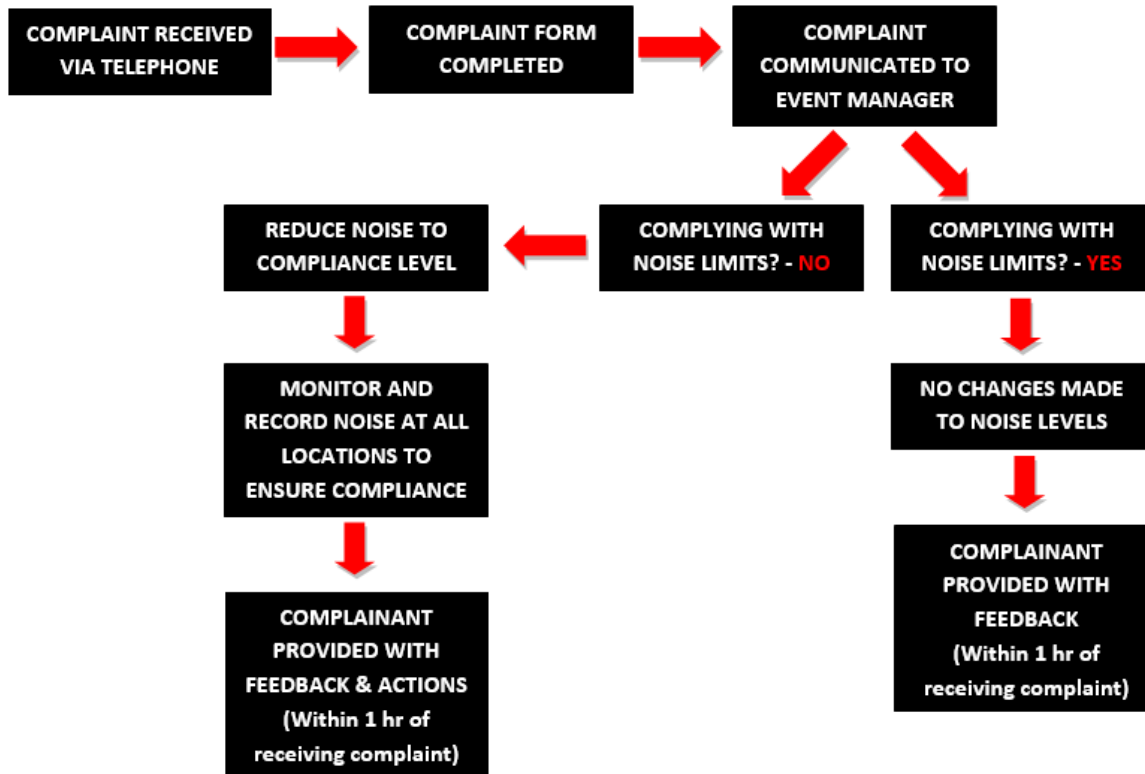 COMPLAINT RECEIVED
VIA TELEPHONE
COMPLAINT FORM
COMPLETED
COMPLAINT
COMMUNICATED TO
EVENT MANAGER
REDUCE NOISE TO
COMPLIANCE LEVEL
COMPLYING WITH
NOISE LIMITS? - NO
COMPLYING WITH
NOISE LIMITS? - YES
MONITOR AND
RECORD NOISE AT ALL
LOCATIONS TO
ENSURE COMPLIANCE
NO CHANGES MADE
TO NOISE LEVELS
COMPLAINANT
PROVIDED WITH
FEEDBACK & ACTIONS
(Within 1 hr of
receiving complaint)
COMPLAINANT
PROVIDED WITH
FEEDBACK
(Within 1 hr of
receiving complaint)